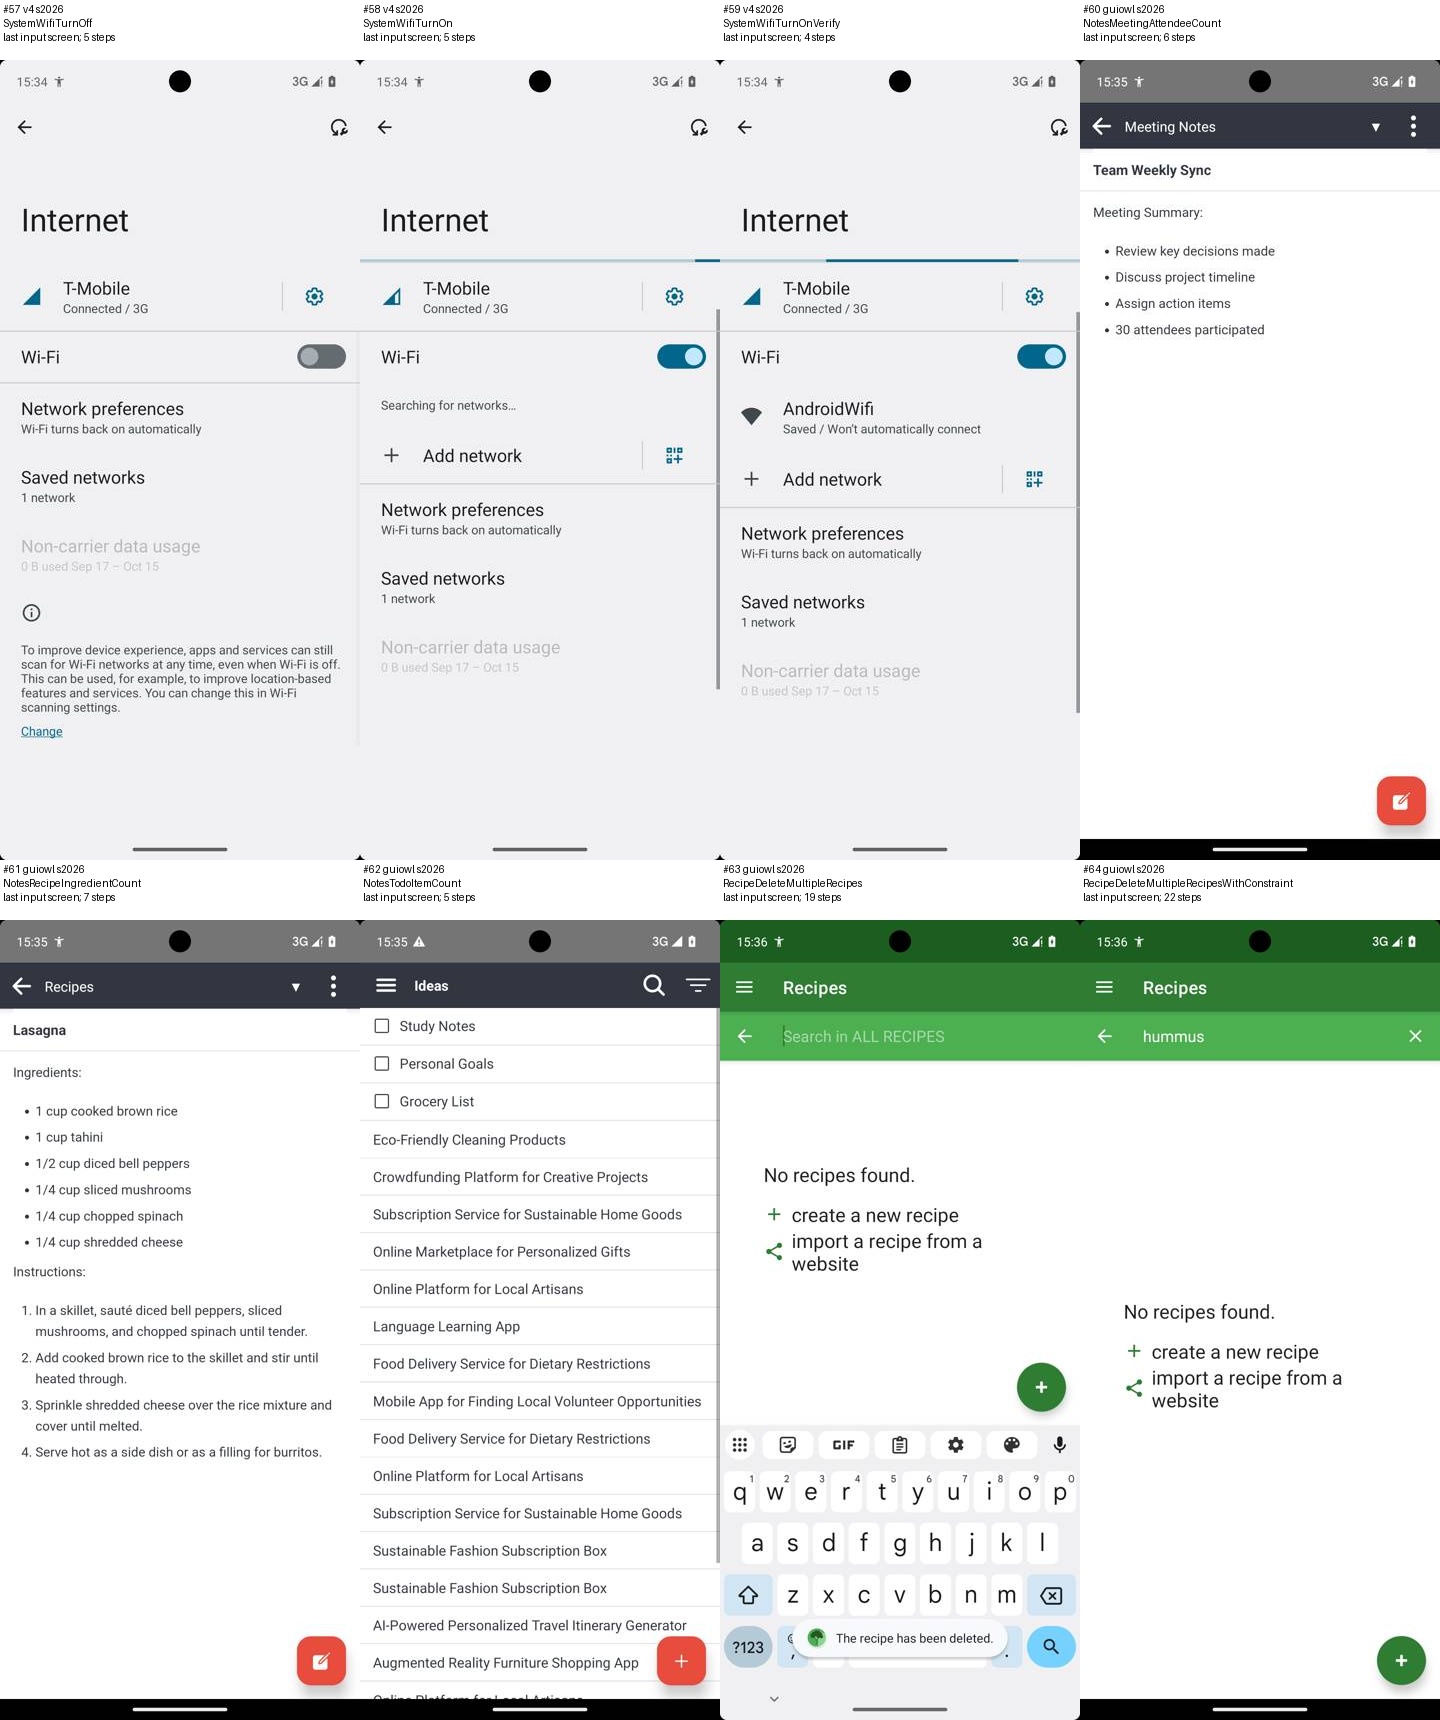 #57 v4 s2026
SystemWifiTurnOff
last input screen; 5 steps
15:34
3G
Internet
T-Mobile
Connected / 3G
Wi-Fi
Network preferences
Wi-Fi turns back on automatically
Saved networks
1 network
Non-carrier data usage
0 B used Sep 17 – Oct 15
To improve device experience, apps and services can still
scan for Wi-Fi networks at any time, even when Wi-Fi is off.
This can be used, for example, to improve location-based
features and services. You can change this in Wi-Fi
scanning settings.
Change
#58 v4 s2026
SystemWifiTurnOn
last input screen; 5 steps
15:34
3G
Internet
T-Mobile
Connected / 3G
Wi-Fi
Searching for networks…
Add network
Network preferences
Wi-Fi turns back on automatically
Saved networks
1 network
Non-carrier data usage
0 B used Sep 17 – Oct 15
#59 v4 s2026
SystemWifiTurnOnVerify
last input screen; 4 steps
15:34
3G
Internet
T-Mobile
Connected / 3G
Wi-Fi
AndroidWifi
Saved / Won't automatically connect
Add network
Network preferences
Wi-Fi turns back on automatically
Saved networks
1 network
Non-carrier data usage
0 B used Sep 17 – Oct 15
#60 guiowl s2026
NotesMeetingAttendeeCount
last input screen; 6 steps
15:35
3G
Meeting Notes
Team Weekly Sync
Meeting Summary:
• Review key decisions made
• Discuss project timeline
• Assign action items
• 30 attendees participated
#61 guiowl s2026
NotesRecipeIngredientCount
last input screen; 7 steps
15:35
3G
Recipes
Lasagna
Ingredients:
• 1 cup cooked brown rice
• 1 cup tahini
• 1/2 cup diced bell peppers
• 1/4 cup sliced mushrooms
• 1/4 cup chopped spinach
• 1/4 cup shredded cheese
Instructions:
1. In a skillet, sauté diced bell peppers, sliced
mushrooms, and chopped spinach until tender.
2. Add cooked brown rice to the skillet and stir until
heated through.
3. Sprinkle shredded cheese over the rice mixture and
cover until melted.
4. Serve hot as a side dish or as a filling for burritos.
#62 guiowl s2026
NotesTodoItemCount
last input screen; 5 steps
15:35
3G
Ideas
Study Notes
Personal Goals
Grocery List
Eco-Friendly Cleaning Products
Crowdfunding Platform for Creative Projects
Subscription Service for Sustainable Home Goods
Online Marketplace for Personalized Gifts
Online Platform for Local Artisans
Language Learning App
Food Delivery Service for Dietary Restrictions
Mobile App for Finding Local Volunteer Opportunities
Food Delivery Service for Dietary Restrictions
Online Platform for Local Artisans
Subscription Service for Sustainable Home Goods
Sustainable Fashion Subscription Box
Sustainable Fashion Subscription Box
AI-Powered Personalized Travel Itinerary Generator
Augmented Reality Furniture Shopping App
Online Platform for Local Artisans
#63 guiowl s2026
RecipeDeleteMultipleRecipes
last input screen; 19 steps
15:36
3G
Recipes
Search in ALL RECIPES
No recipes found.
create a new recipe
import a recipe from a
website
GIF
1 2 3 4 5 6 7 8 9 0
q w e r t y u i o p
a s d f g h j k l
z x c v b n m
?123 , .
The recipe has been deleted.
#64 guiowl s2026
RecipeDeleteMultipleRecipesWithConstraint
last input screen; 22 steps
15:36
3G
Recipes
hummus
No recipes found.
create a new recipe
import a recipe from a
website